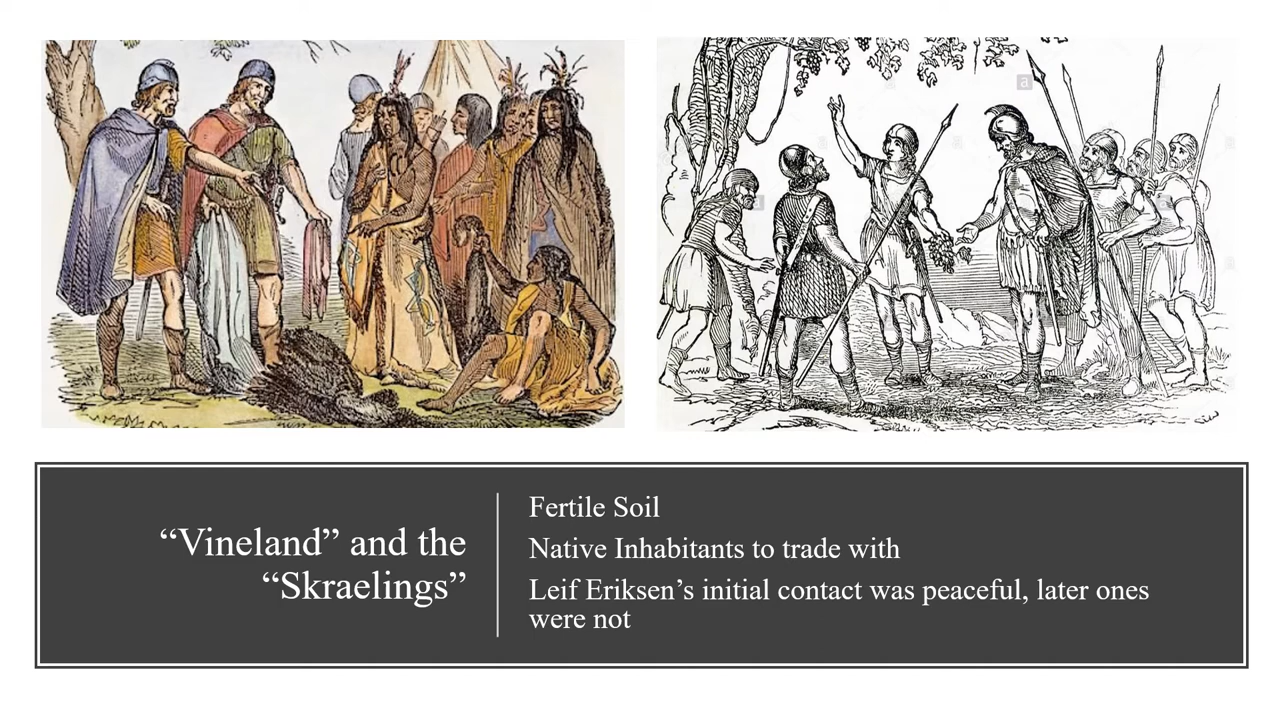 “Vineland” and the
“Skraelings”
Fertile Soil
Native Inhabitants to trade with
Leif Eriksen’s initial contact was peaceful, later ones
were not
a
a